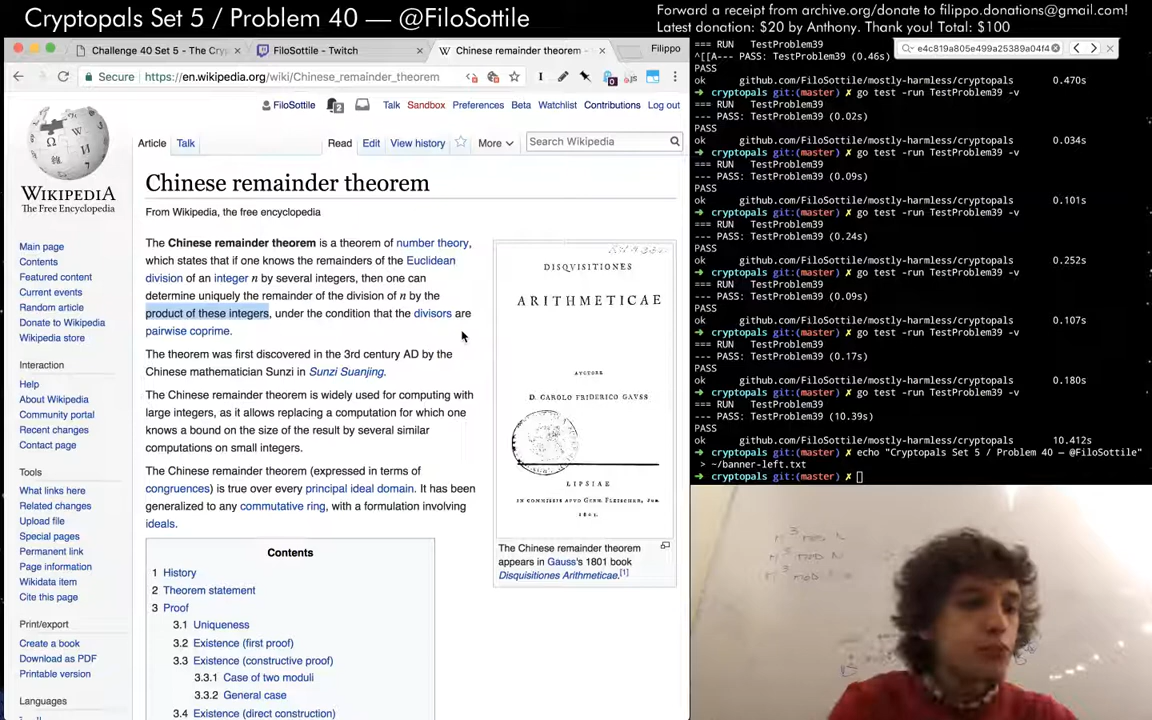 Cryptopals Set 5 / Problem 40 — @FiloSottile
Forward a receipt from archive.org/donate to filippo.donations@gmail.com!
Latest donation: $20 by Anthony. Thank you! Total: $100
Challenge 40 Set 5 - The Cry
FiloSottile - Twitch
Chinese remainder theorem -
Filippo
Secure
https://en.wikipedia.org/wiki/Chinese_remainder_theorem
FiloSottile
Talk
Sandbox
Preferences
Beta
Watchlist
Contributions
Log out
Article
Talk
Read
Edit
View history
More
Search Wikipedia
WIKIPEDIA
The Free Encyclopedia
Main page
Contents
Featured content
Current events
Random article
Donate to Wikipedia
Wikipedia store
Interaction
Help
About Wikipedia
Community portal
Recent changes
Contact page
Tools
What links here
Related changes
Upload file
Special pages
Permanent link
Page information
Wikidata item
Cite this page
Print/export
Create a book
Download as PDF
Printable version
Languages
Chinese remainder theorem
From Wikipedia, the free encyclopedia
The Chinese remainder theorem is a theorem of number theory,
which states that if one knows the remainders of the Euclidean
division of an integer n by several integers, then one can
determine uniquely the remainder of the division of n by the
product of these integers, under the condition that the divisors are
pairwise coprime.
The theorem was first discovered in the 3rd century AD by the
Chinese mathematician Sunzi in Sunzi Suanjing.
The Chinese remainder theorem is widely used for computing with
large integers, as it allows replacing a computation for which one
knows a bound on the size of the result by several similar
computations on small integers.
The Chinese remainder theorem (expressed in terms of
congruences) is true over every principal ideal domain. It has been
generalized to any commutative ring, with a formulation involving
ideals.
Contents
1 History
2 Theorem statement
3 Proof
3.1 Uniqueness
3.2 Existence (first proof)
3.3 Existence (constructive proof)
3.3.1 Case of two moduli
3.3.2 General case
3.4 Existence (direct construction)
DISQVISITIONES
ARITHMETICAE
AVCTORE
D. CAROLO FRIDERICO GAVSS
LIPSIAE
The Chinese remainder theorem
appears in Gauss's 1801 book
Disquisitiones Arithmeticae.[1]
=== RUN TestProblem39
^[[A--- PASS: TestProblem39 (0.46s)
PASS
ok github.com/FiloSottile/mostly-harmless/cryptopals 0.470s
➜ cryptopals git:(master) ✗ go test -run TestProblem39 -v
=== RUN TestProblem39
--- PASS: TestProblem39 (0.02s)
PASS
ok github.com/FiloSottile/mostly-harmless/cryptopals 0.034s
➜ cryptopals git:(master) ✗ go test -run TestProblem39 -v
=== RUN TestProblem39
--- PASS: TestProblem39 (0.09s)
PASS
ok github.com/FiloSottile/mostly-harmless/cryptopals 0.101s
➜ cryptopals git:(master) ✗ go test -run TestProblem39 -v
=== RUN TestProblem39
--- PASS: TestProblem39 (0.24s)
PASS
ok github.com/FiloSottile/mostly-harmless/cryptopals 0.252s
➜ cryptopals git:(master) ✗ go test -run TestProblem39 -v
=== RUN TestProblem39
--- PASS: TestProblem39 (0.09s)
PASS
ok github.com/FiloSottile/mostly-harmless/cryptopals 0.107s
➜ cryptopals git:(master) ✗ go test -run TestProblem39 -v
=== RUN TestProblem39
--- PASS: TestProblem39 (0.17s)
PASS
ok github.com/FiloSottile/mostly-harmless/cryptopals 0.180s
➜ cryptopals git:(master) ✗ go test -run TestProblem39 -v
=== RUN TestProblem39
--- PASS: TestProblem39 (10.39s)
PASS
ok github.com/FiloSottile/mostly-harmless/cryptopals 10.412s
➜ cryptopals git:(master) ✗ echo "Cryptopals Set 5 / Problem 40 — @FiloSottile"
> ~/banner-left.txt
➜ cryptopals git:(master) ✗
e4c819a805e499a25389a04f4